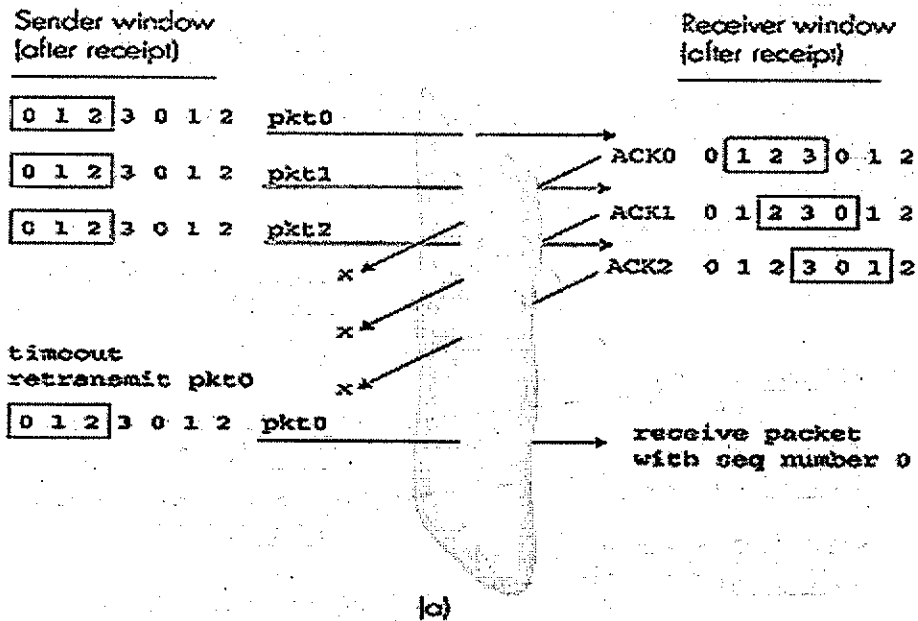 Sender window
(after receipt)
Receiver window
(after receipt)
0 1 2 3 0 1 2 pkt0
ACK0 0 1 2 3 0 1 2
0 1 2 3 0 1 2 pkt1
ACK1 0 1 2 3 0 1 2
0 1 2 3 0 1 2 pkt2
ACK2 0 1 2 3 0 1 2
x
x
timeout
retransmit pkt0
x
0 1 2 3 0 1 2 pkt0
receive packet
with seq number 0
(a)